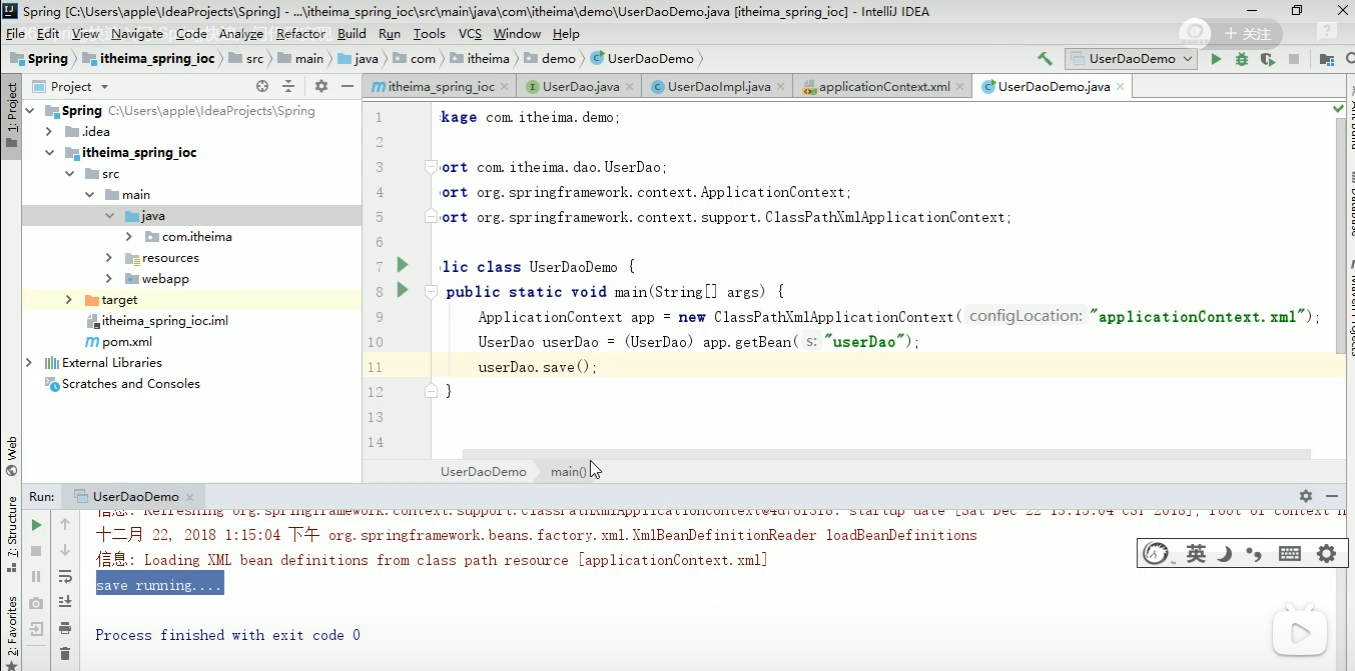 Spring [C:\Users\apple\IdeaProjects\Spring] - ...\itheima_spring_ioc\src\main\java\com\itheima\demo\UserDaoDemo.java [itheima_spring_ioc] - IntelliJ IDEA
File Edit View Navigate Code Analyze Refactor Build Run Tools VCS Window Help
+ 关注
Spring itheima_spring_ioc src main java com itheima demo UserDaoDemo
UserDaoDemo
Project
itheima_spring_ioc UserDao.java UserDaoImpl.java applicationContext.xml UserDaoDemo.java
1: Project
Spring C:\Users\apple\IdeaProjects\Spring
.idea
itheima_spring_ioc
src
main
java
com.itheima
resources
webapp
target
itheima_spring_ioc.iml
pom.xml
External Libraries
Scratches and Consoles
1 kage com.itheima.demo;
2
3 ort com.itheima.dao.UserDao;
4 ort org.springframework.context.ApplicationContext;
5 ort org.springframework.context.support.ClassPathXmlApplicationContext;
6
7 lic class UserDaoDemo {
8 public static void main(String[] args) {
9 ApplicationContext app = new ClassPathXmlApplicationContext( configLocation: "applicationContext.xml");
10 UserDao userDao = (UserDao) app.getBean( s: "userDao");
11 userDao.save();
12 }
13
14
UserDaoDemo main()
Web
Z: Structure
2: Favorites
Run: UserDaoDemo
信息: Refreshing org.springframework.context.support.ClassPathXmlApplicationContext@4d7of3f8: startup date [Sat Dec 22 13:15:04 CST 2018]; root of context
十二月 22, 2018 1:15:04 下午 org.springframework.beans.factory.xml.XmlBeanDefinitionReader loadBeanDefinitions
信息: Loading XML bean definitions from class path resource [applicationContext.xml]
save running....
Process finished with exit code 0
英